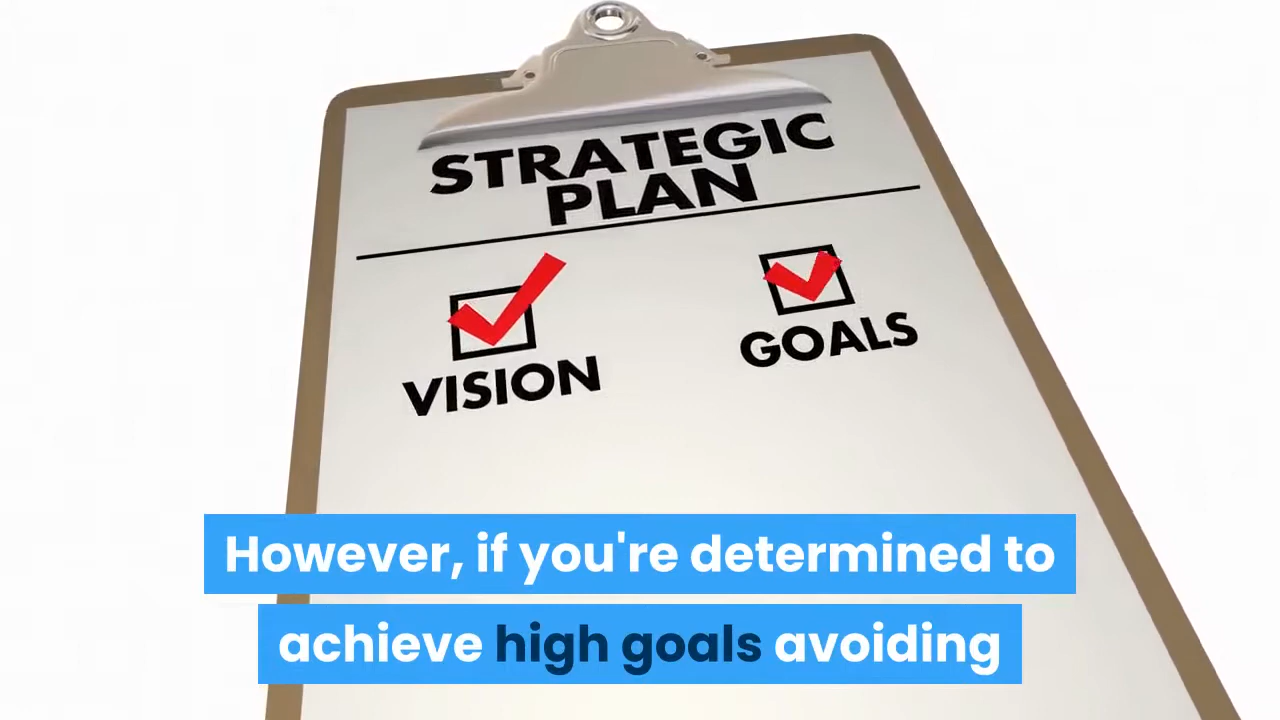 STRATEGIC
PLAN
VISION
GOALS
However, if you're determined to
achieve high goals avoiding